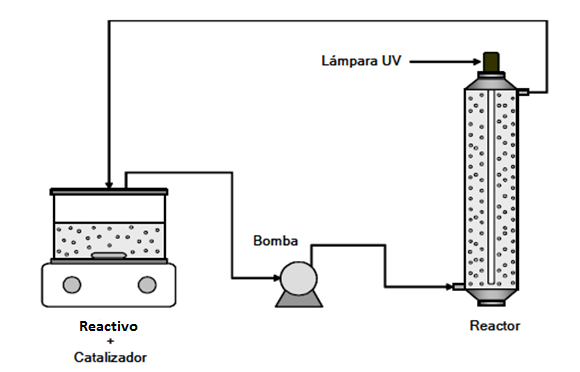 Lámpara UV
Bomba
Reactivo
+
Catalizador
Reactor